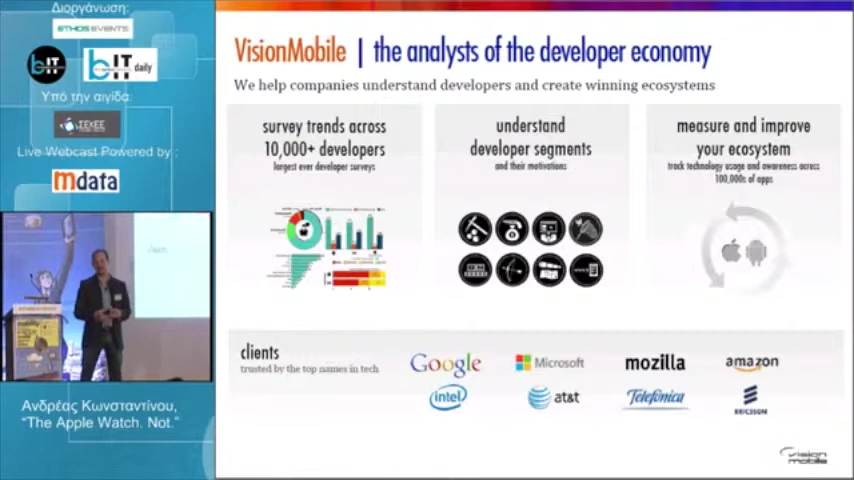 Διοργάνωση:
ETHOS EVENTS
bIT
bIT daily
Υπό την αιγίδα:
ΣΕΚΕΕ
Live Webcast Powered by :
mdata
Ανδρέας Κωνσταντίνου,
“The Apple Watch. Not.”
VisionMobile | the analysts of the developer economy
We help companies understand developers and create winning ecosystems
survey trends across
10,000+ developers
largest ever developer surveys
understand
developer segments
and their motivations
measure and improve
your ecosystem
track technology usage and awareness across
100,000s of apps
clients
trusted by the top names in tech
Google
Microsoft
mozilla
amazon
intel
at&t
Telefónica
ERICSSON
vision
mobile